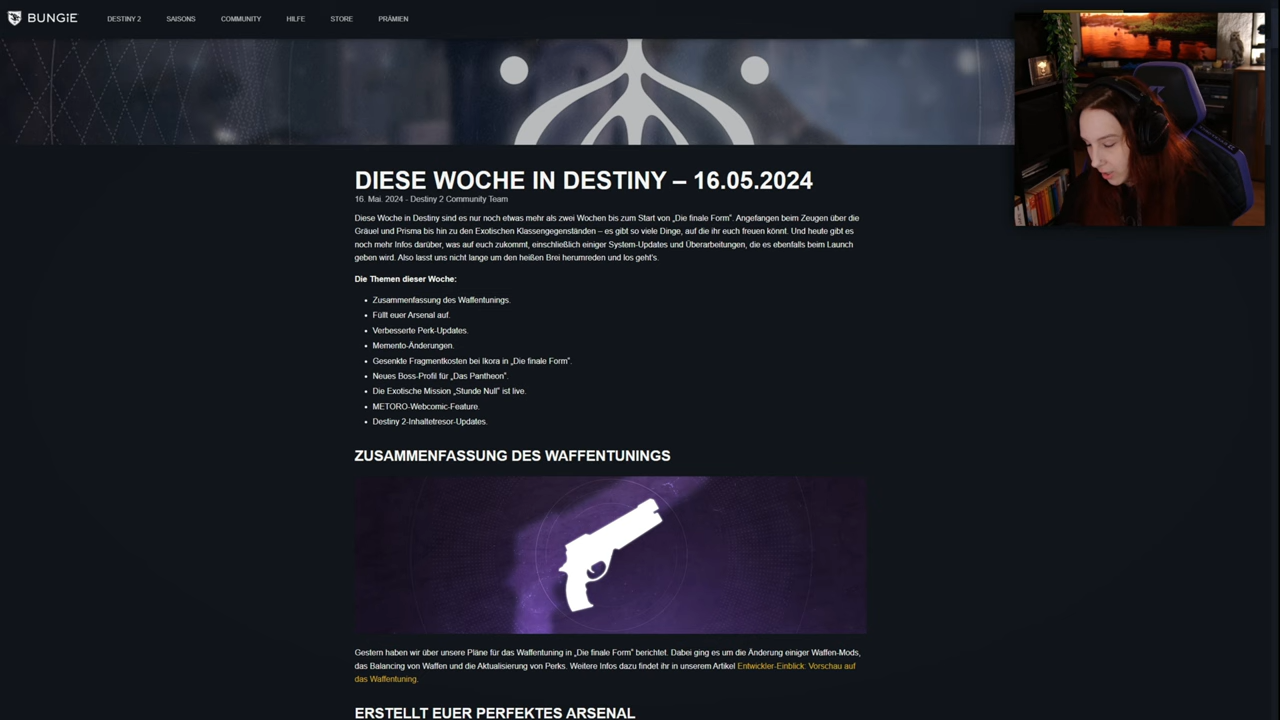 BUNGIE
DESTINY 2
SAISONS
COMMUNITY
HILFE
STORE
PRÄMIEN
DIESE WOCHE IN DESTINY – 16.05.2024
16. Mai. 2024 - Destiny 2 Community Team
Diese Woche in Destiny sind es nur noch etwas mehr als zwei Wochen bis zum Start von „Die finale Form“. Angefangen beim Zeugen über die
Gräuel und Prisma bis hin zu den Exotischen Klassengegenständen – es gibt so viele Dinge, auf die ihr euch freuen könnt. Und heute gibt es
noch mehr Infos darüber, was auf euch zukommt, einschließlich einiger System-Updates und Überarbeitungen, die es ebenfalls beim Launch
geben wird. Also lasst uns nicht lange um den heißen Brei herumreden und los geht's.
Die Themen dieser Woche:
• Zusammenfassung des Waffentunings.
• Füllt euer Arsenal auf.
• Verbesserte Perk-Updates.
• Memento-Änderungen.
• Gesenkte Fragmentkosten bei Ikora in „Die finale Form“.
• Neues Boss-Profil für „Das Pantheon“.
• Die Exotische Mission „Stunde Null“ ist live.
• METORO-Webcomic-Feature.
• Destiny 2-Inhaltetresor-Updates.
ZUSAMMENFASSUNG DES WAFFENTUNINGS
Gestern haben wir über unsere Pläne für das Waffentuning in „Die finale Form“ berichtet. Dabei ging es um die Änderung einiger Waffen-Mods,
das Balancing von Waffen und die Aktualisierung von Perks. Weitere Infos dazu findet ihr in unserem Artikel Entwickler-Einblick: Vorschau auf
das Waffentuning.
ERSTELLT EUER PERFEKTES ARSENAL